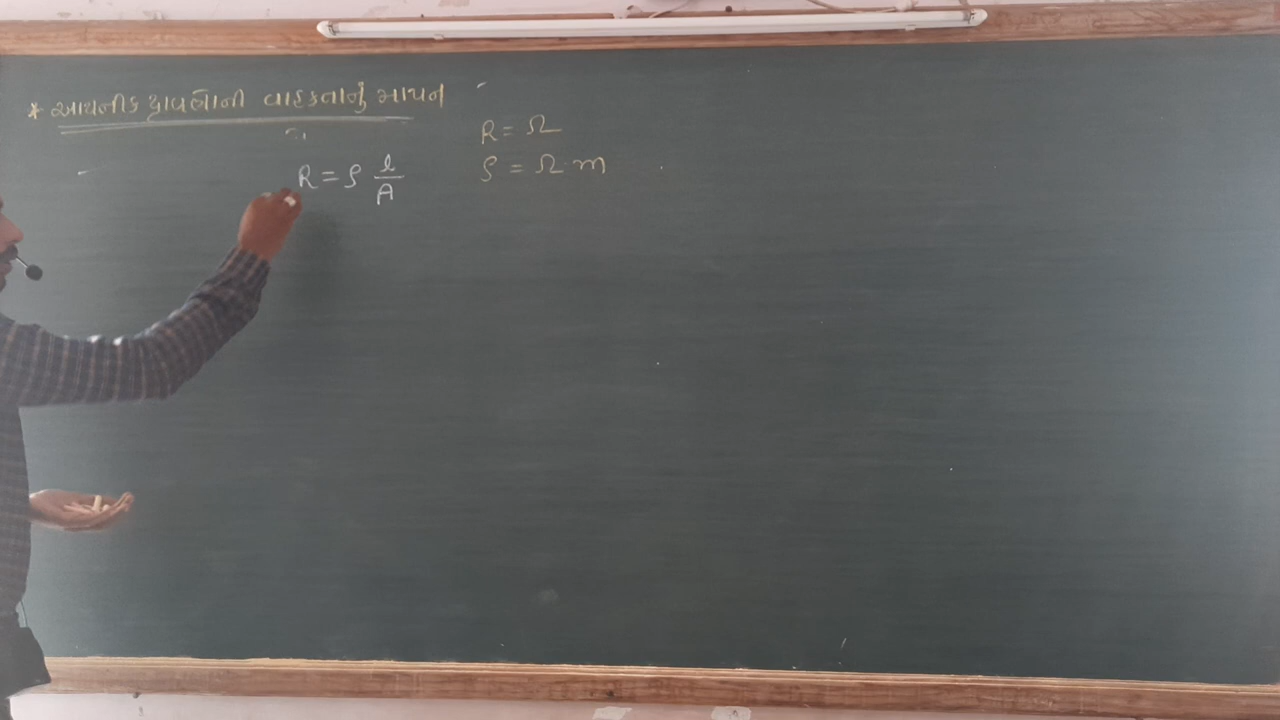 * આયનીક દ્રાવણોની વાહકતાનું માપન
R = Ω
R = ρ l/A
ρ = Ω·m